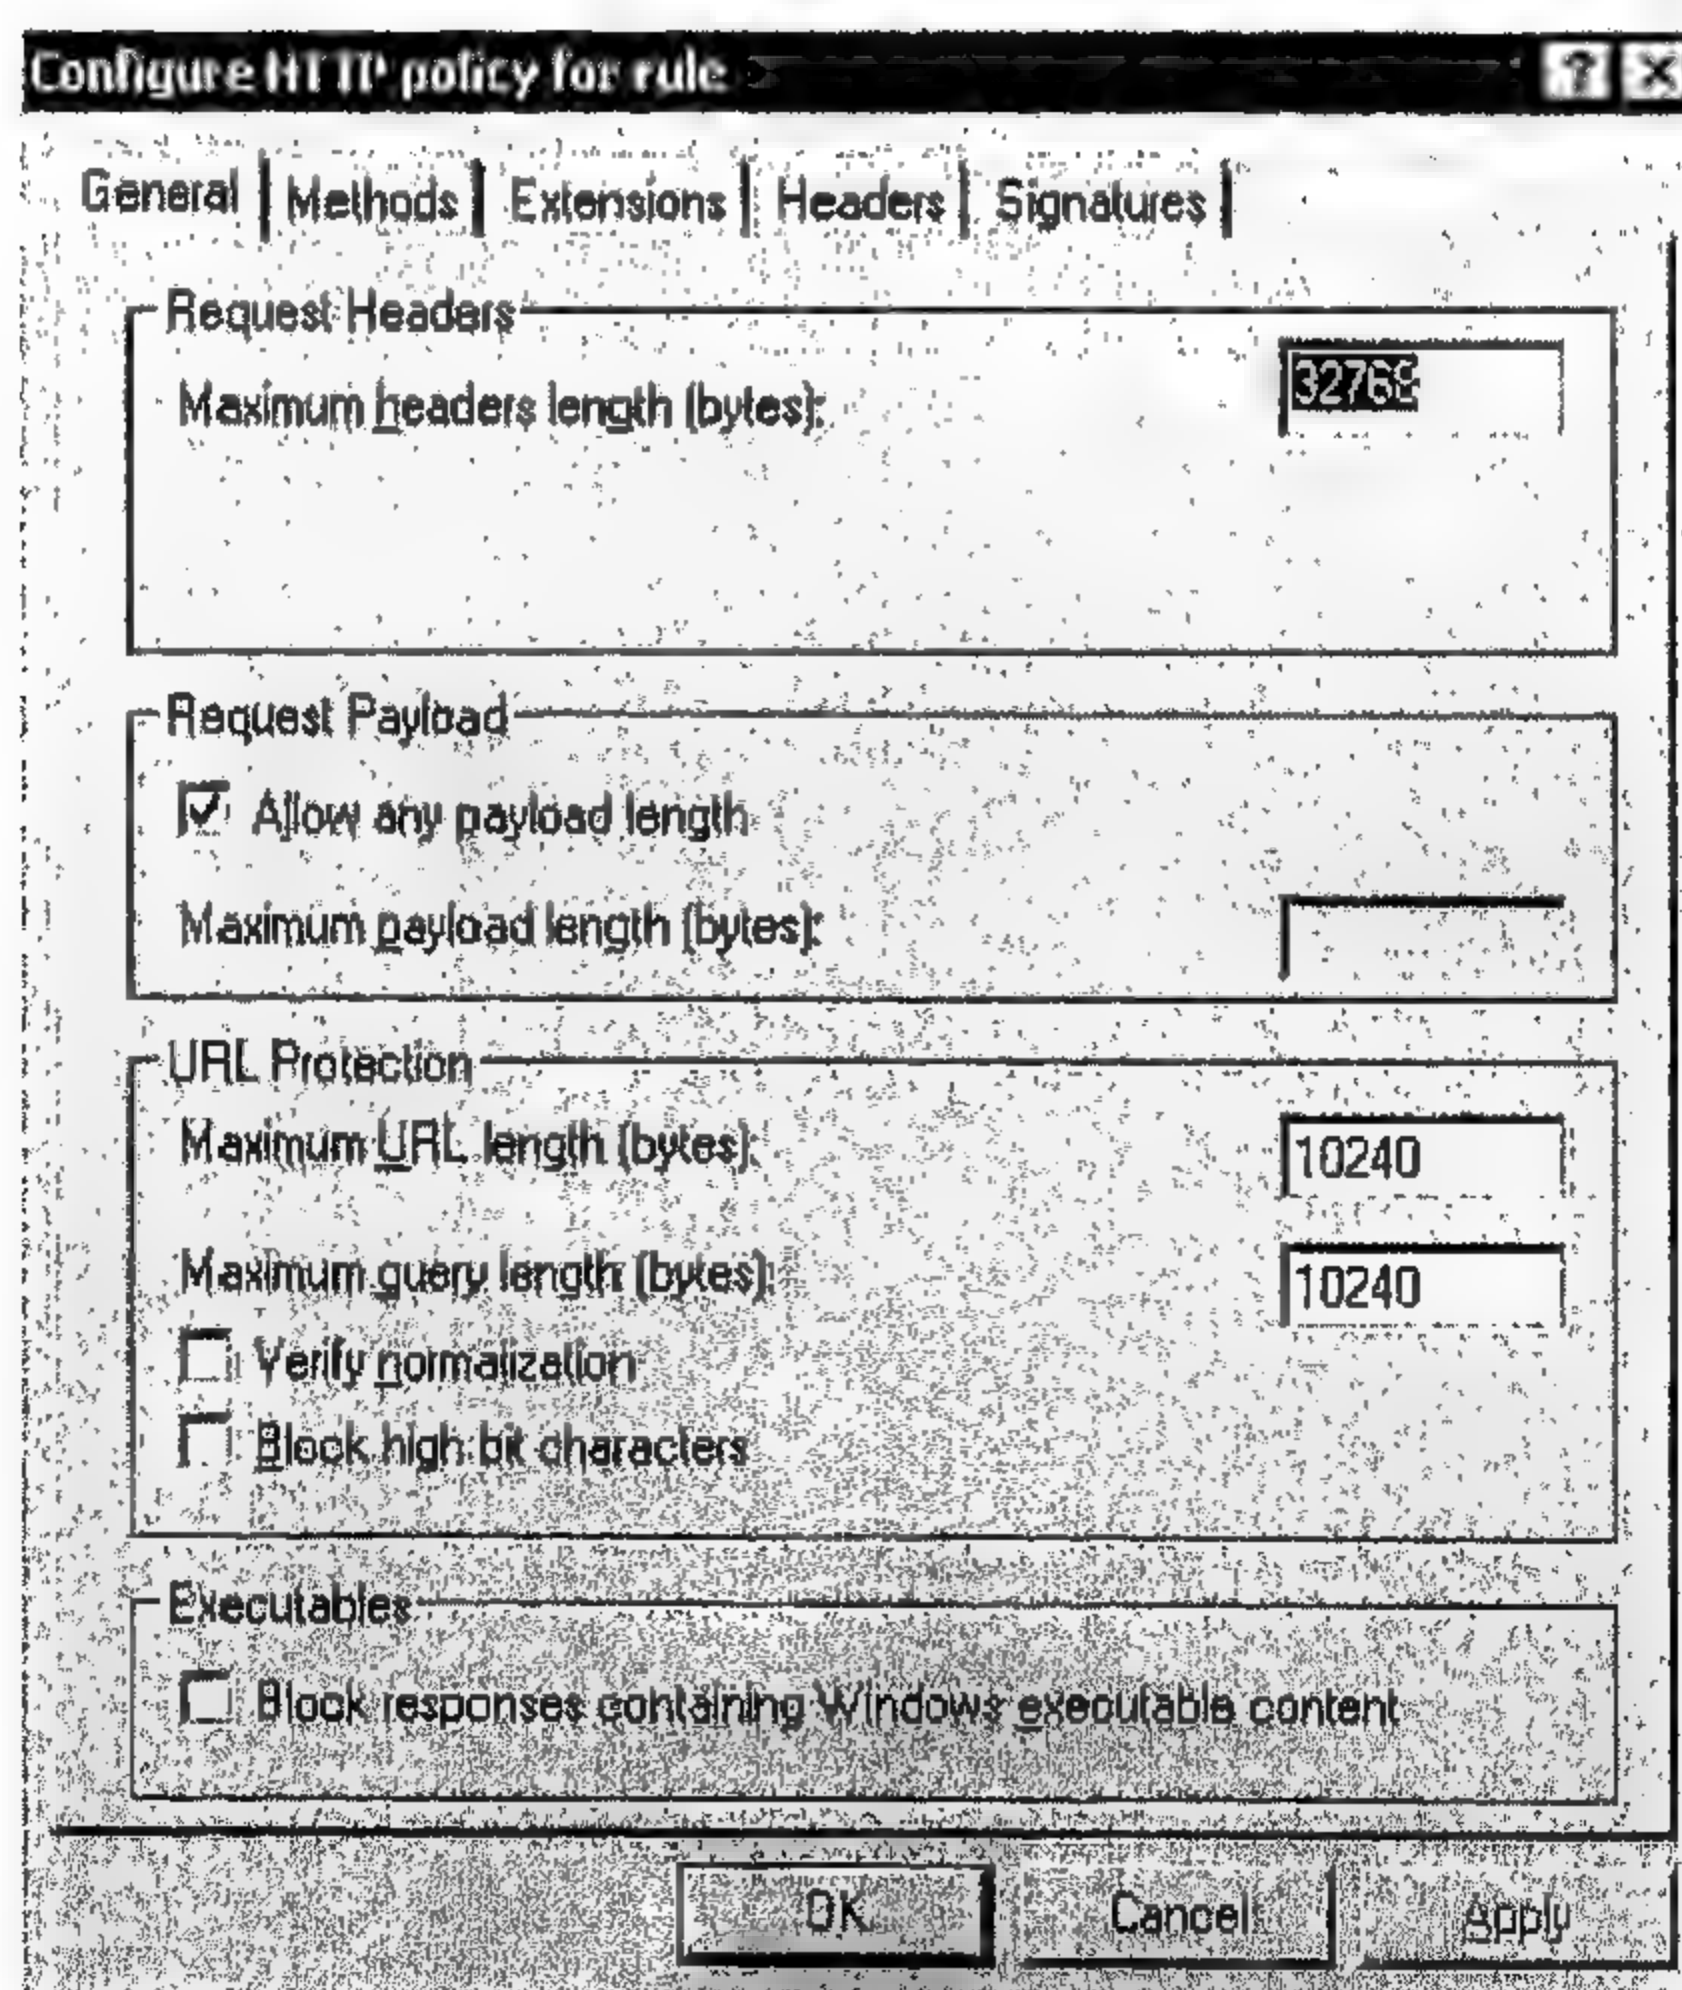 Configure HTTP policy for rule
General Methods Extensions Headers Signatures
Request Headers
Maximum headers length (bytes): 32768
Request Payload
Allow any payload length
Maximum payload length (bytes):
URL Protection
Maximum URL length (bytes): 10240
Maximum query length (bytes): 10240
Verify normalization
Block high bit characters
Executables
Block responses containing Windows executable content
OK Cancel Apply